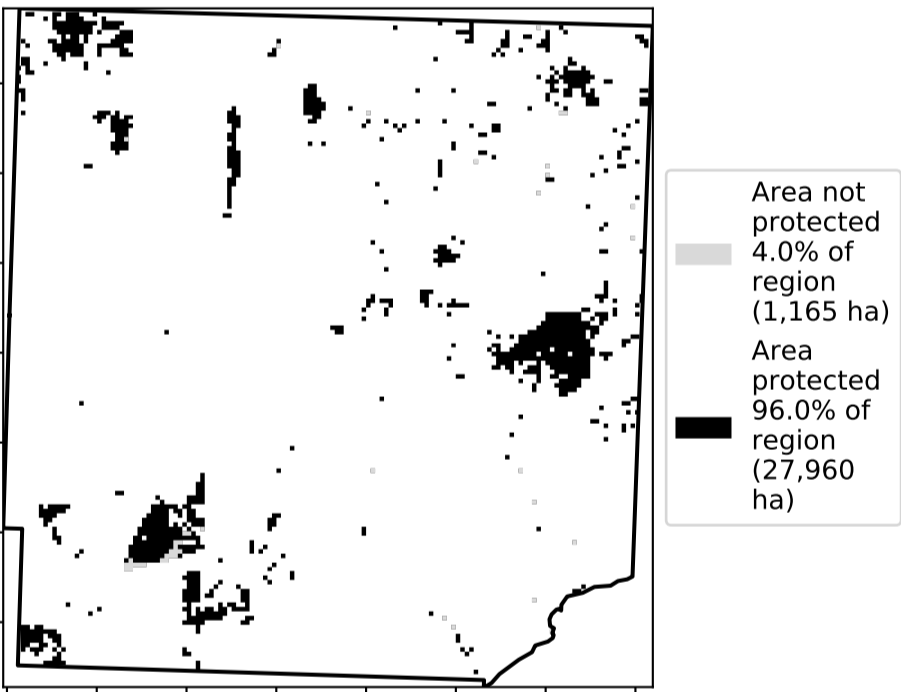 Area not
protected
4.0% of
region
(1,165 ha)
Area
protected
96.0% of
region
(27,960
ha)